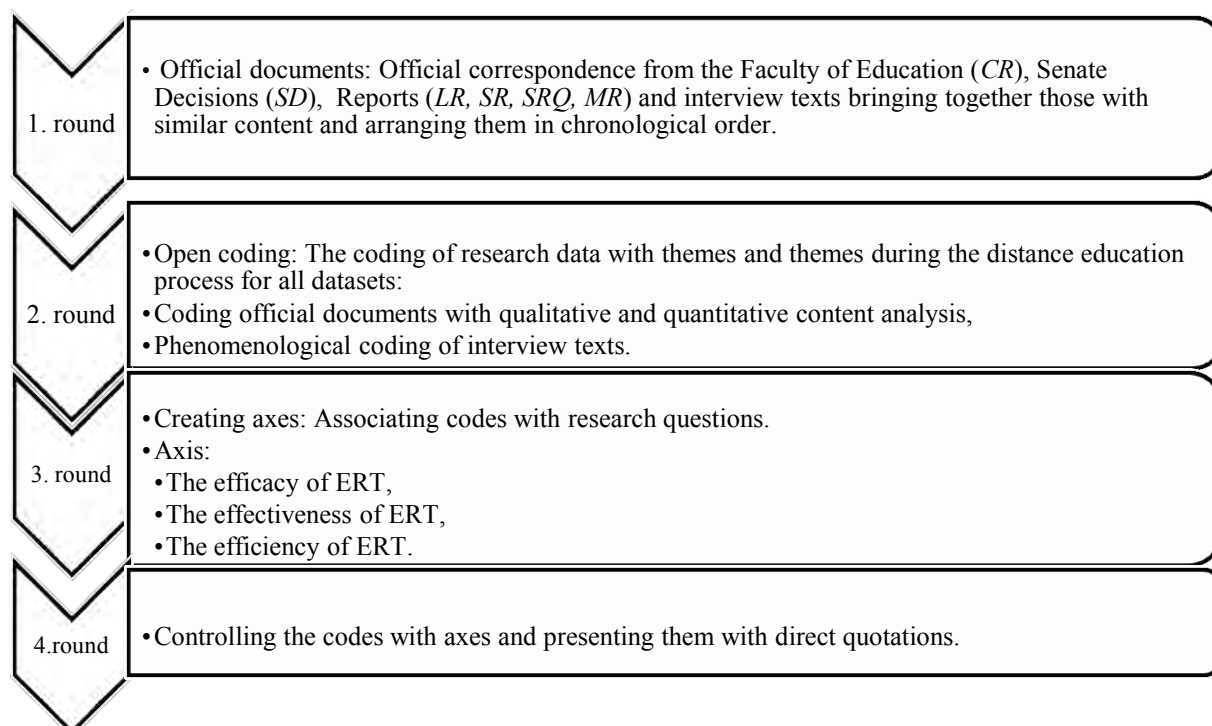 1. round
• Official documents: Official correspondence from the Faculty of Education (CR), Senate
Decisions (SD), Reports (LR, SR, SRQ, MR) and interview texts bringing together those with
similar content and arranging them in chronological order.
2. round
•Open coding: The coding of research data with themes and themes during the distance education
process for all datasets:
•Coding official documents with qualitative and quantitative content analysis,
•Phenomenological coding of interview texts.
3. round
•Creating axes: Associating codes with research questions.
•Axis:
•The efficacy of ERT,
•The effectiveness of ERT,
•The efficiency of ERT.
4.round
•Controlling the codes with axes and presenting them with direct quotations.